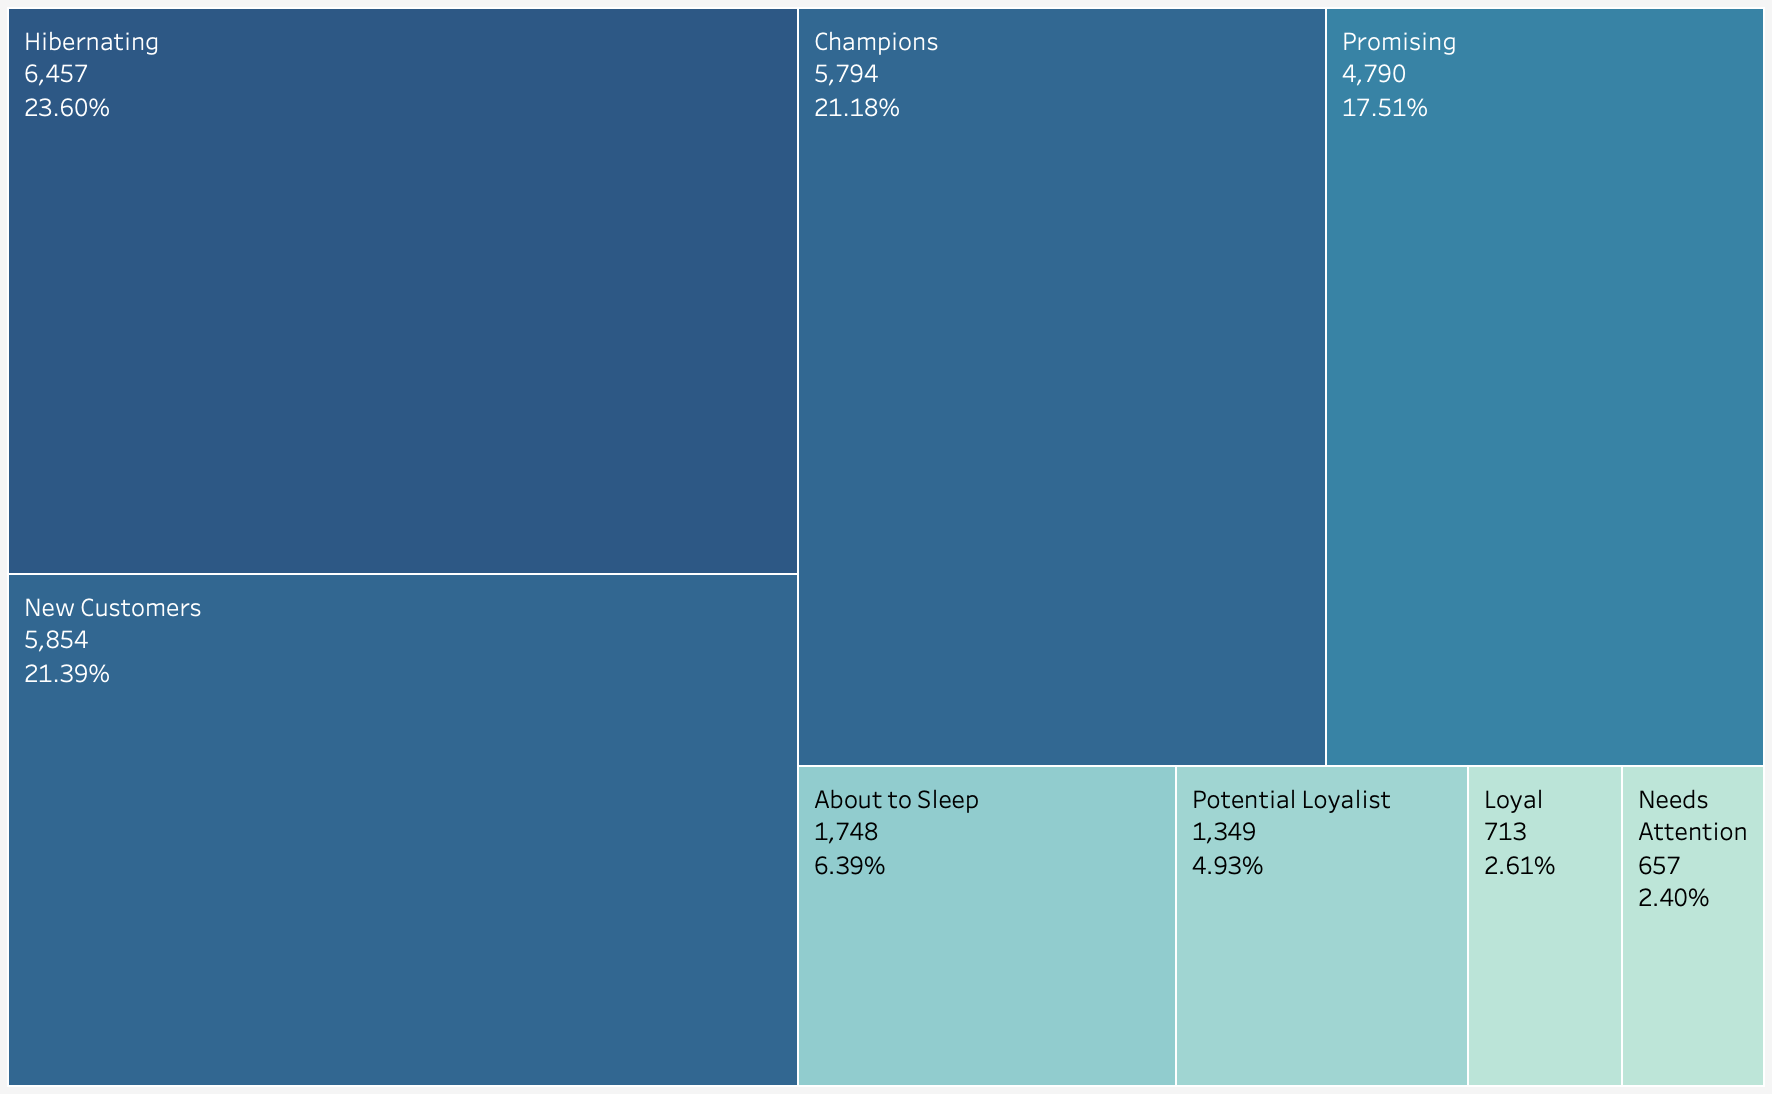 Hibernating
6,457
23.60%
Champions
5,794
21.18%
Promising
4,790
17.51%
New Customers
5,854
21.39%
About to Sleep
1,748
6.39%
Potential Loyalist
1,349
4.93%
Loyal
713
2.61%
Needs
Attention
657
2.40%